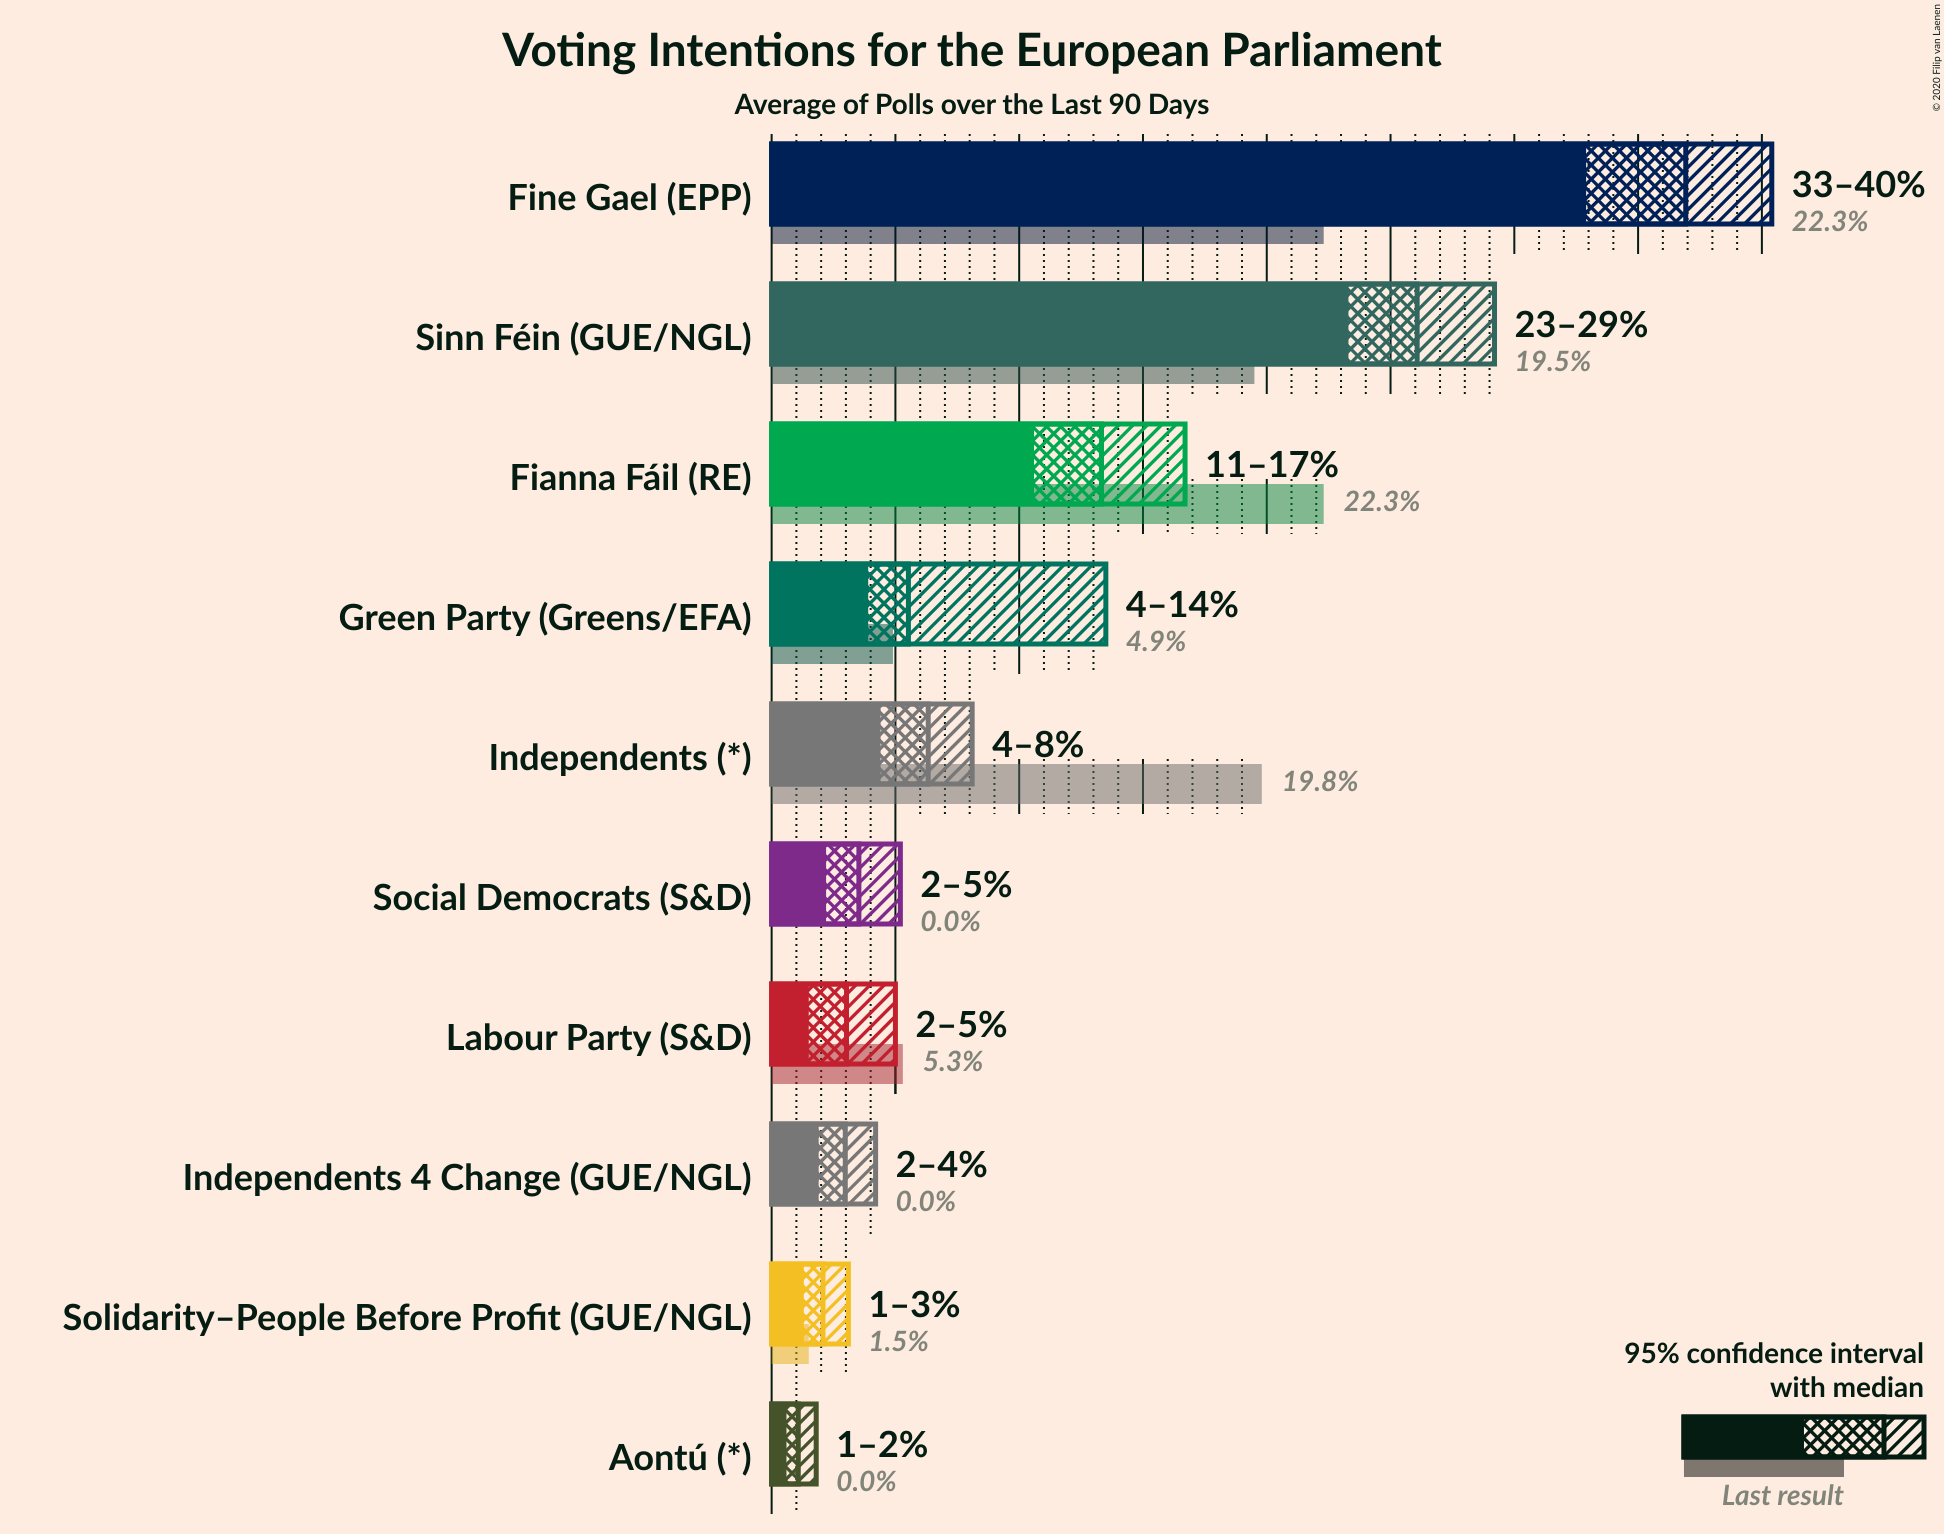 Voting Intentions for the European Parliament
Average of Polls over the Last 90 Days
© 2020 Filip van Laenen
Fine Gael (EPP)
33–40%
22.3%
Sinn Féin (GUE/NGL)
23–29%
19.5%
Fianna Fáil (RE)
11–17%
22.3%
Green Party (Greens/EFA)
4–14%
4.9%
Independents (*)
4–8%
19.8%
Social Democrats (S&D)
2–5%
0.0%
Labour Party (S&D)
2–5%
5.3%
Independents 4 Change (GUE/NGL)
2–4%
0.0%
Solidarity–People Before Profit (GUE/NGL)
1–3%
1.5%
Aontú (*)
1–2%
0.0%
95% confidence interval
with median
Last result